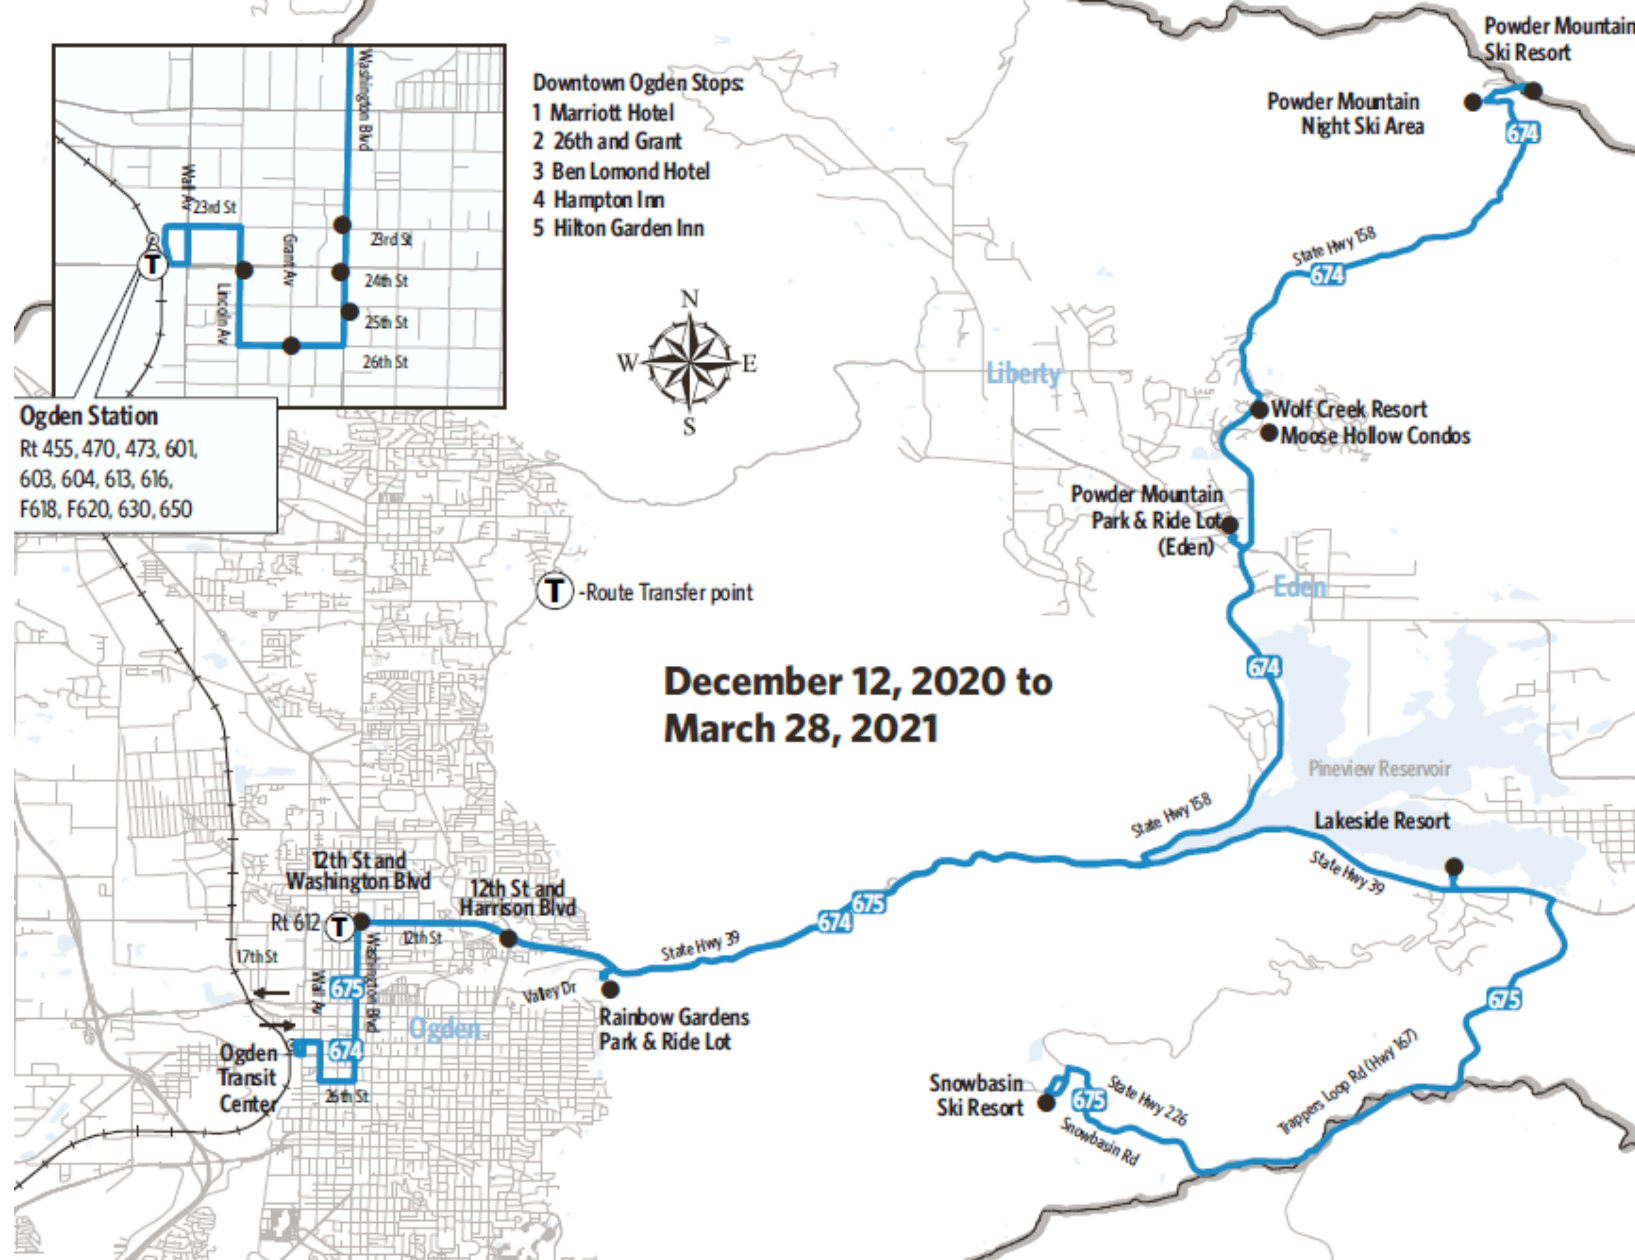 Powder Mountain
Ski Resort
Powder Mountain
Night Ski Area
674
State Hwy 158
674
Downtown Ogden Stops:
1 Marriott Hotel
2 26th and Grant
3 Ben Lomond Hotel
4 Hampton Inn
5 Hilton Garden Inn
Washington Blvd
Wall Av
23rd St
Grant Av
Lincoln Av
23rd St
24th St
25th St
26th St
T
Ogden Station
Rt 455, 470, 473, 601,
603, 604, 613, 616,
F618, F620, 630, 650
N
W
E
S
Liberty
Wolf Creek Resort
Moose Hollow Condos
Powder Mountain
Park & Ride Lot
(Eden)
Eden
T -Route Transfer point
674
December 12, 2020 to
March 28, 2021
Pineview Reservoir
State Hwy 158
Lakeside Resort
State Hwy 39
12th St and
Washington Blvd
12th St and
Harrison Blvd
Rt 612 T
12th St
675
674
State Hwy 39
17th St
Wall Av
Washington Blvd
675
Valley Dr
Rainbow Gardens
Park & Ride Lot
Ogden
674
Ogden
Transit
Center
26th St
675
Trappers Loop Rd (Hwy 167)
Snowbasin
Ski Resort
675
State Hwy 226
Snowbasin Rd